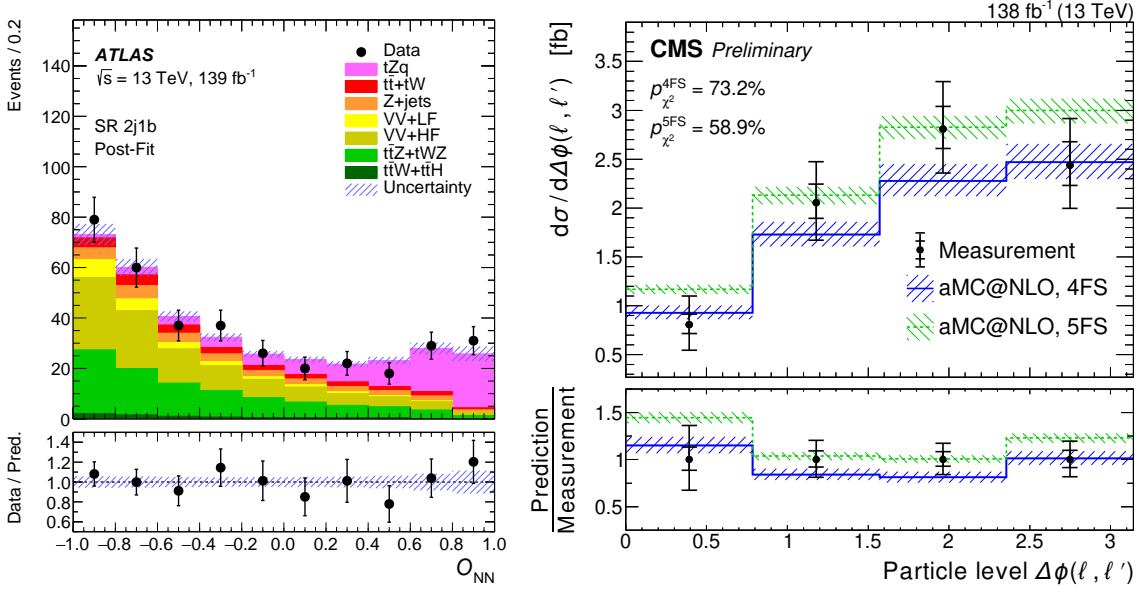 Events / 0.2
160
140
120
100
80
60
40
20
0
ATLAS
√s = 13 TeV, 139 fb⁻¹
SR 2j1b
Post-Fit
Data
tZq
tt̄+tW
Z+jets
VV+LF
VV+HF
tt̄Z+tWZ
tt̄W+tt̄H
Uncertainty
Data / Pred.
1.4
1.2
1.0
0.8
0.6
−1.0 −0.8 −0.6 −0.4 −0.2 0.0 0.2 0.4 0.6 0.8 1.0
O_NN
138 fb⁻¹ (13 TeV)
dσ / dΔφ(ℓ, ℓ′) [fb]
3.5
3
2.5
2
1.5
1
0.5
CMS Preliminary
p^4FS_χ² = 73.2%
p^5FS_χ² = 58.9%
Measurement
aMC@NLO, 4FS
aMC@NLO, 5FS
Prediction
Measurement
1.5
1
0.5
0 0.5 1 1.5 2 2.5 3
Particle level Δφ(ℓ, ℓ′)